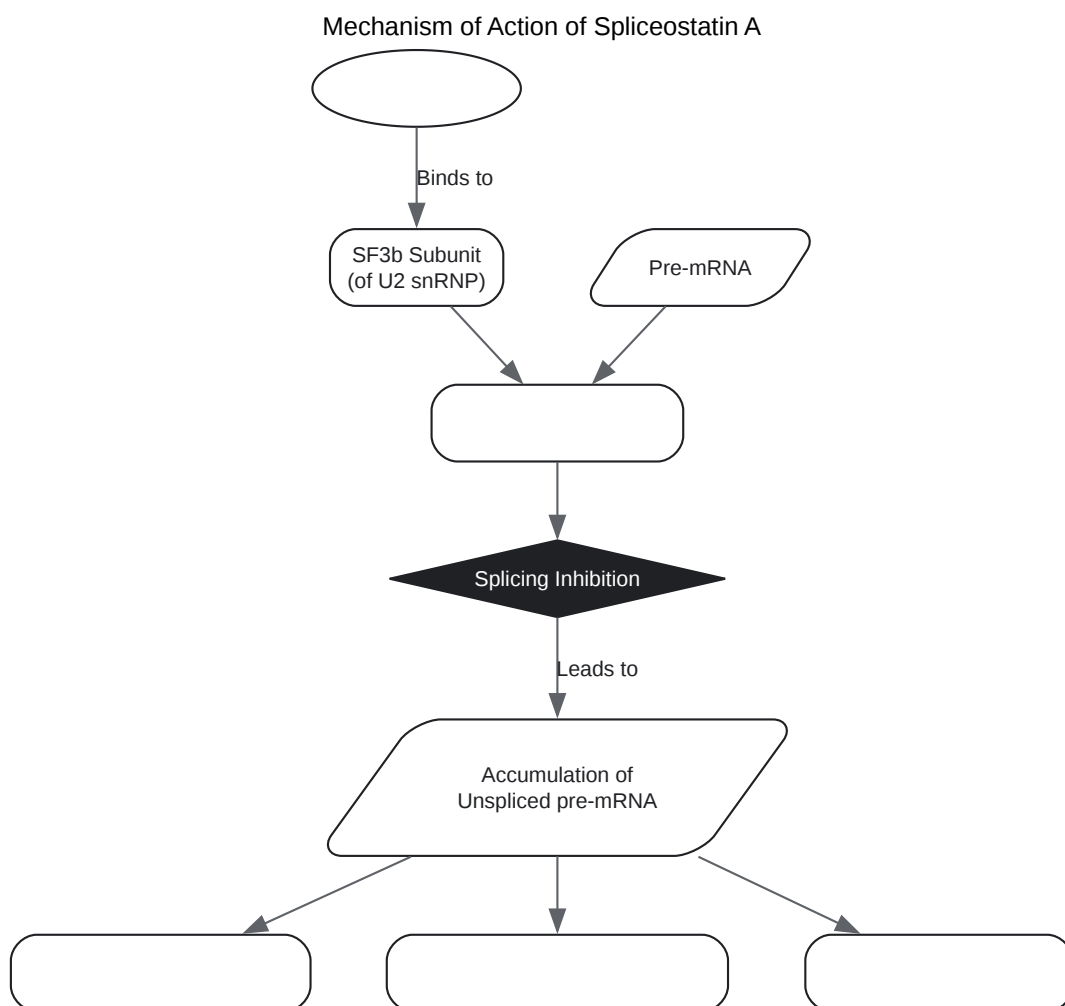 Mechanism of Action of Spliceostatin A
Binds to
SF3b Subunit
(of U2 snRNP)
Pre-mRNA
Splicing Inhibition
Leads to
Accumulation of
Unspliced pre-mRNA